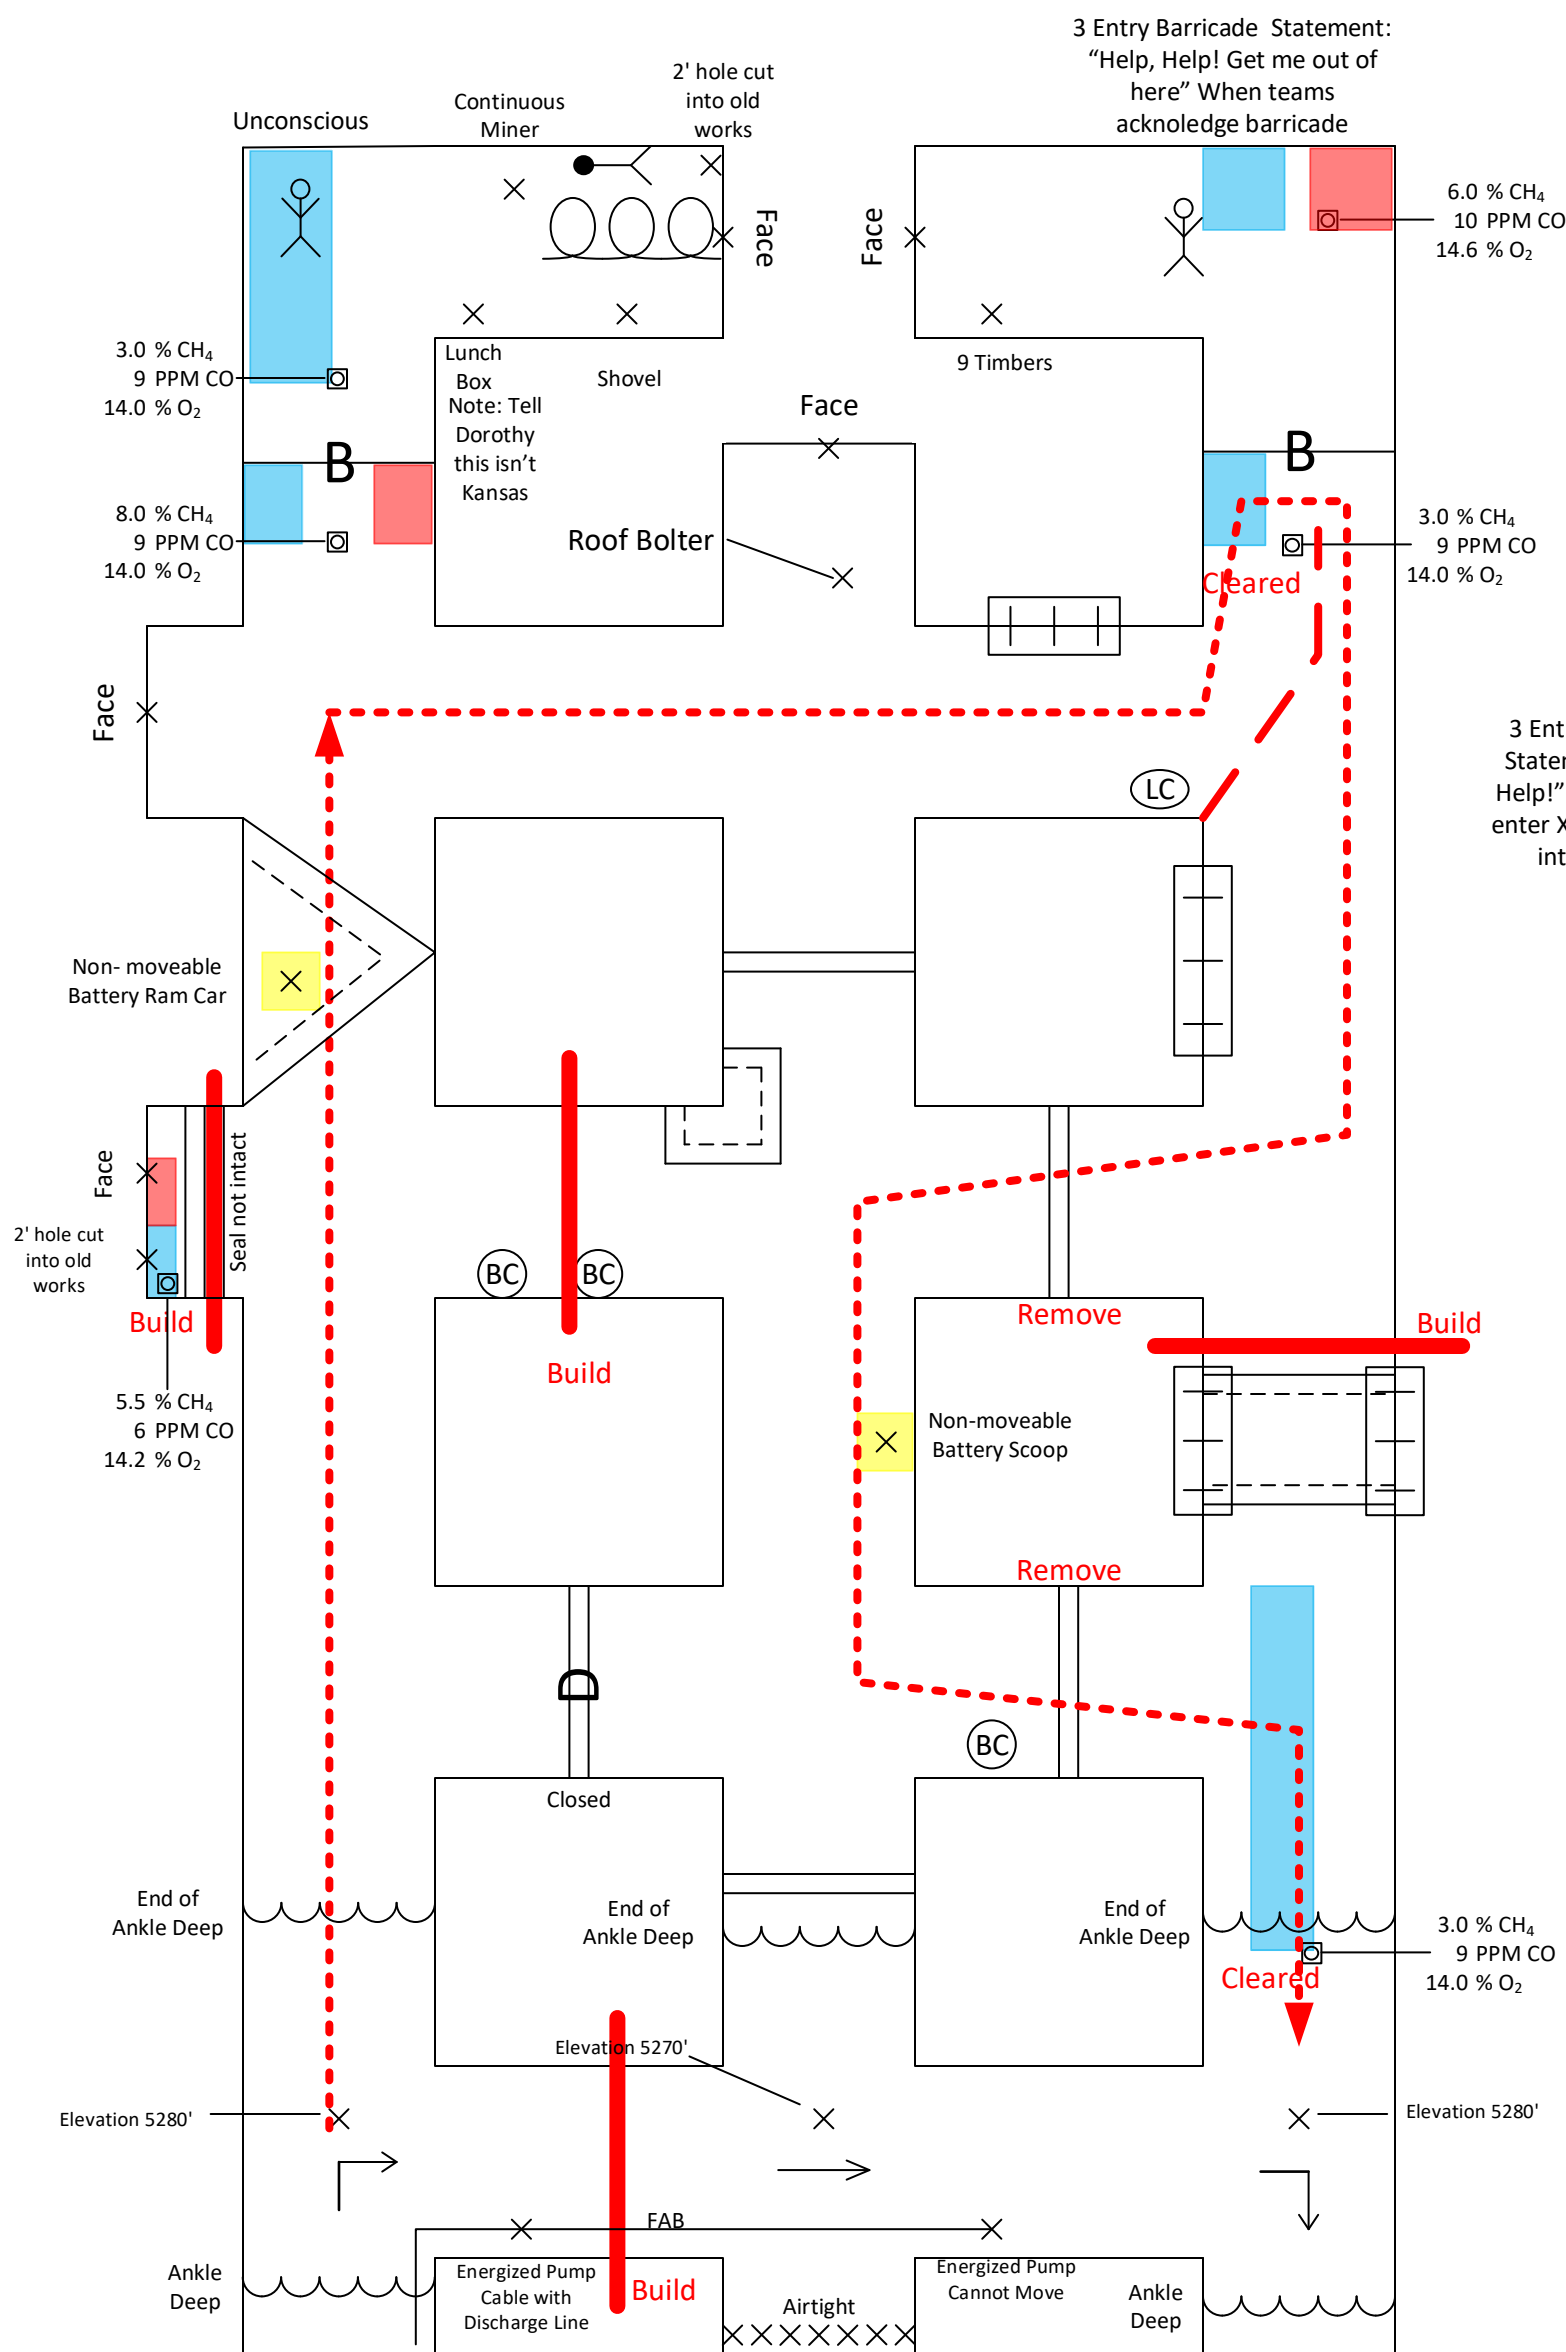 3 Entry Barricade Statement:
“Help, Help! Get me out of
here” When teams
acknoledge barricade
2' hole cut
into old
works
Continuous
Miner
Unconscious
Face
Face
6.0 % CH₄
10 PPM CO
14.6 % O₂
3.0 % CH₄
9 PPM CO
14.0 % O₂
Lunch
Box
Note: Tell
Dorothy
this isn’t
Kansas
Shovel
9 Timbers
Face
B
B
8.0 % CH₄
9 PPM CO
14.0 % O₂
Roof Bolter
3.0 % CH₄
9 PPM CO
14.0 % O₂
Cleared
Face
LC
3 Ent
Stater
Help!”
enter X
int
Non- moveable
Battery Ram Car
Face
Seal not intact
2' hole cut
into old
works
Build
BC
BC
Build
Remove
Build
5.5 % CH₄
6 PPM CO
14.2 % O₂
Non-moveable
Battery Scoop
Remove
D
BC
Closed
End of
Ankle Deep
End of
Ankle Deep
End of
Ankle Deep
3.0 % CH₄
9 PPM CO
14.0 % O₂
Cleared
Elevation 5270'
Elevation 5280'
Elevation 5280'
FAB
Ankle
Deep
Energized Pump
Cable with
Discharge Line
Build
Energized Pump
Cannot Move
Airtight
Ankle
Deep